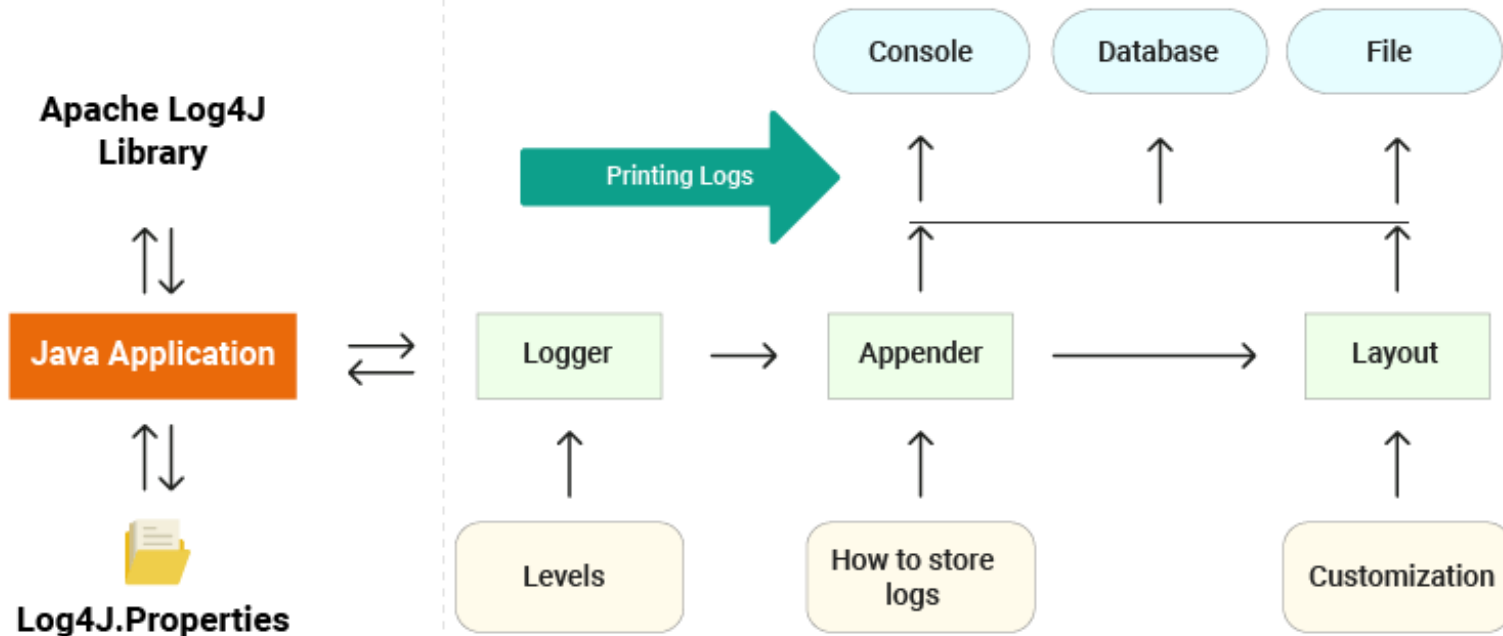 Console
Database
File
Apache Log4J
Library
Printing Logs
Java Application
Logger
Appender
Layout
Levels
How to store
logs
Customization
Log4J.Properties